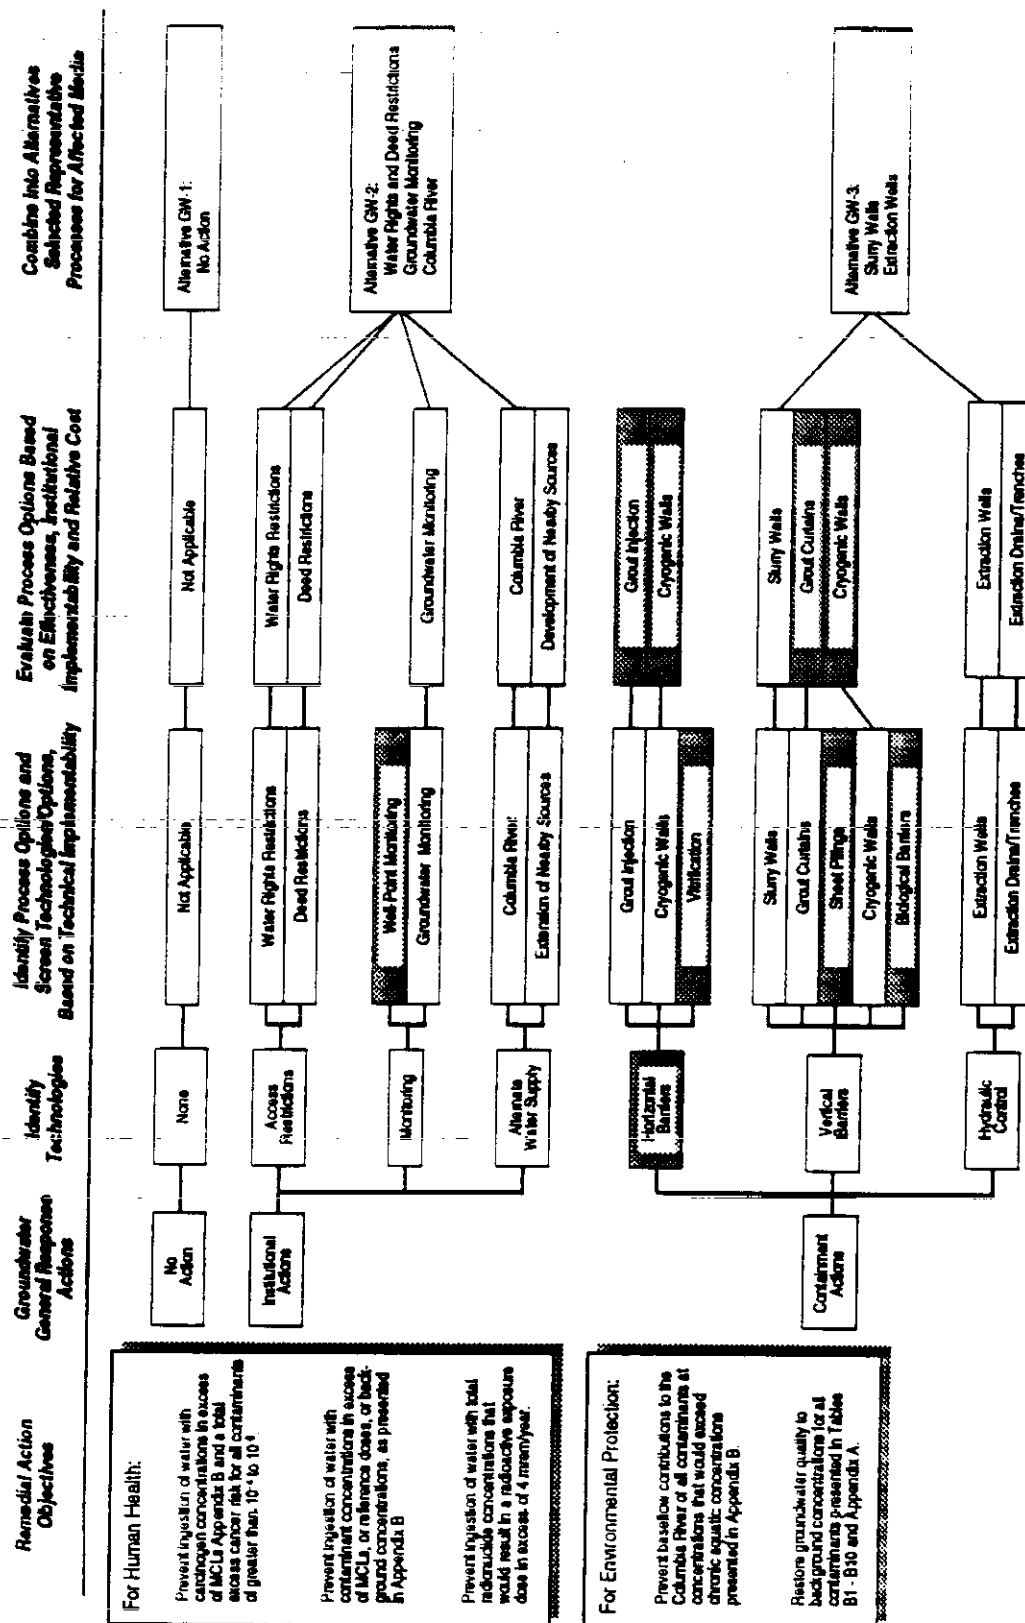 Remedial Action
Objectives
Groundwater
General Response
Actions
Identify
Technologies
Identify Process Options and
Screen Technologies/Options,
Based on Technical Implementability
Evaluate Process Options Based
on Effectiveness, Institutional
Implementability and Relative Cost
Combine Into Alternatives
Selected Representative
Processes for Affected Media
For Human Health:
Prevent ingestion of water with
carcinogen concentrations in excess
of MCLs Appendix B and a total
excess cancer risk for all contaminants
of greater than 10⁻⁴ to 10⁻⁶.
Prevent ingestion of water with
contaminant concentrations in excess
of MCLs, or reference doses, or back-
ground concentrations, as presented
in Appendix B
Prevent ingestion of water with total
radionuclide concentrations that
would result in a radioactive exposure
dose in excess of 4 mrem/year.
For Environmental Protection:
Prevent baseflow contributions to the
Columbia River of all contaminants at
concentrations that would exceed
chronic aquatic concentrations
presented in Appendix B.
Restore groundwater quality to
background concentrations for all
contaminants presented in Tables
B1 - B10 and Appendix A.
No
Action
None
Not Applicable
Not Applicable
Alternative GW-1:
No Action
Institutional
Actions
Access
Restrictions
Water Rights Restrictions
Deed Restrictions
Water Rights Restrictions
Deed Restrictions
Monitoring
Well-Point Monitoring
Groundwater Monitoring
Groundwater Monitoring
Alternate
Water Supply
Columbia River
Extension of Nearby Sources
Columbia River
Development of Nearby Sources
Alternative GW-2:
Water Rights and Deed Restrictions
Groundwater Monitoring
Columbia River
Containment
Actions
Horizontal
Barriers
Grout Injection
Cryogenic Walls
Vitrification
Grout Injection
Cryogenic Walls
Vertical
Barriers
Slurry Walls
Grout Curtains
Sheet Pilings
Cryogenic Walls
Biological Barriers
Slurry Walls
Grout Curtains
Cryogenic Walls
Hydraulic
Control
Extraction Wells
Extraction Drains/Trenches
Extraction Wells
Extraction Drains/Trenches
Alternative GW-3:
Slurry Walls
Extraction Wells